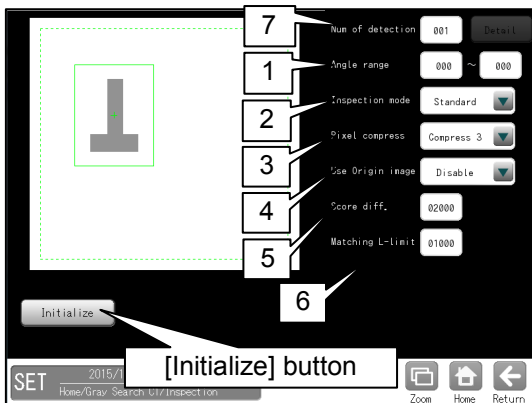 7
Num of detection 001 Detail
1
Angle range 000 ~ 000
2
Inspection mode Standard
3
Pixel compress Compress 3
4
Use Origin image Disable
5
Score diff. 02000
Matching L-limit 01000
6
Initialize
[Initialize] button
SET 2015/1
Home/Gray Search UI/Inspection
Zoom Home Return